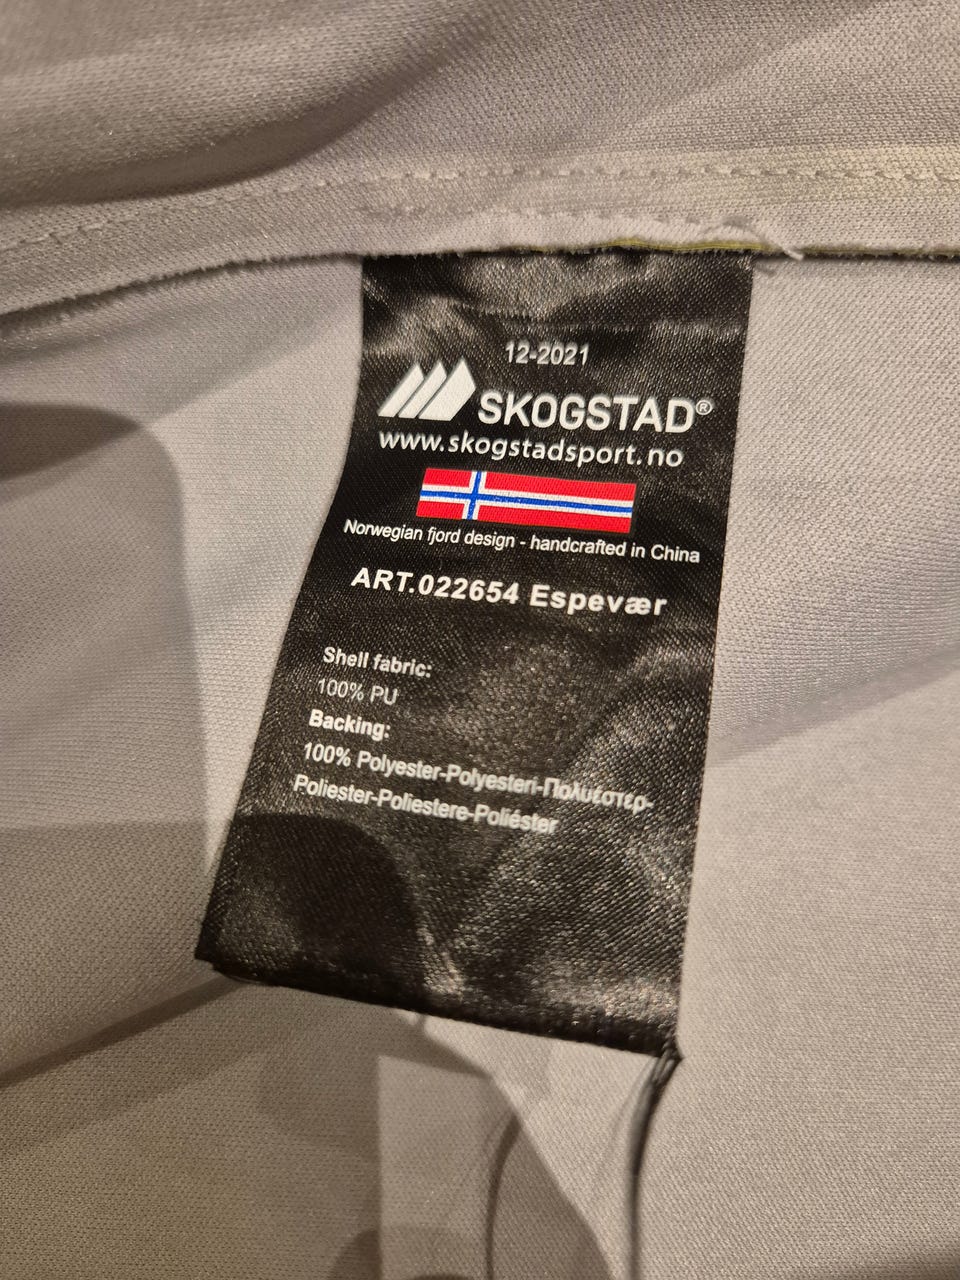 12-2021
SKOGSTAD®
www.skogstadsport.no
Norwegian fjord design - handcrafted in China
ART.022654 Espevær
Shell fabric:
100% PU
Backing:
100% Polyester-Polyesteri-Πολυέστερ-
Poliester-Poliestere-Poliéster